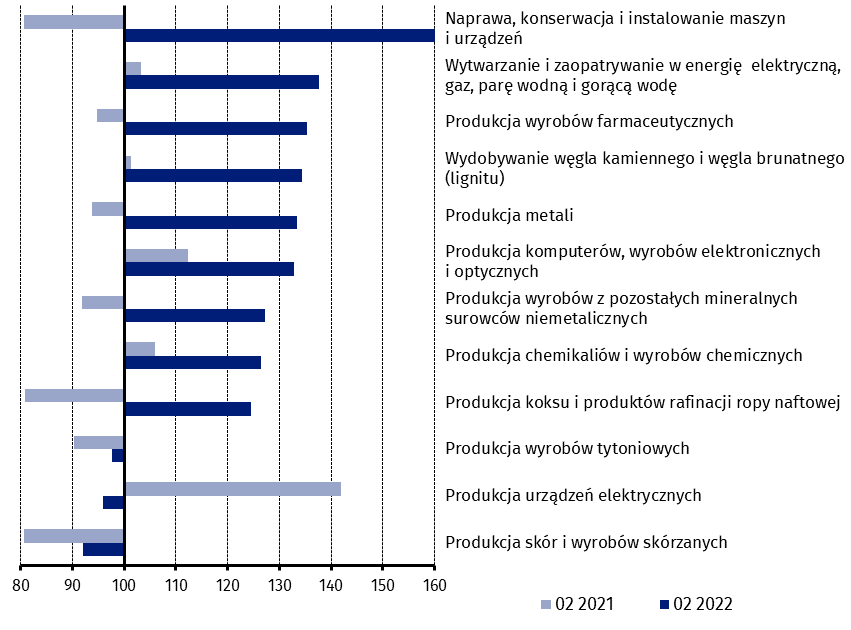 Naprawa, konserwacja i instalowanie maszyn
i urządzeń
Wytwarzanie i zaopatrywanie w energię elektryczną,
gaz, parę wodną i gorącą wodę
Produkcja wyrobów farmaceutycznych
Wydobywanie węgla kamiennego i węgla brunatnego
(lignitu)
Produkcja metali
Produkcja komputerów, wyrobów elektronicznych
i optycznych
Produkcja wyrobów z pozostałych mineralnych
surowców niemetalicznych
Produkcja chemikaliów i wyrobów chemicznych
Produkcja koksu i produktów rafinacji ropy naftowej
Produkcja wyrobów tytoniowych
Produkcja urządzeń elektrycznych
Produkcja skór i wyrobów skórzanych
80 90 100 110 120 130 140 150 160
02 2021 02 2022